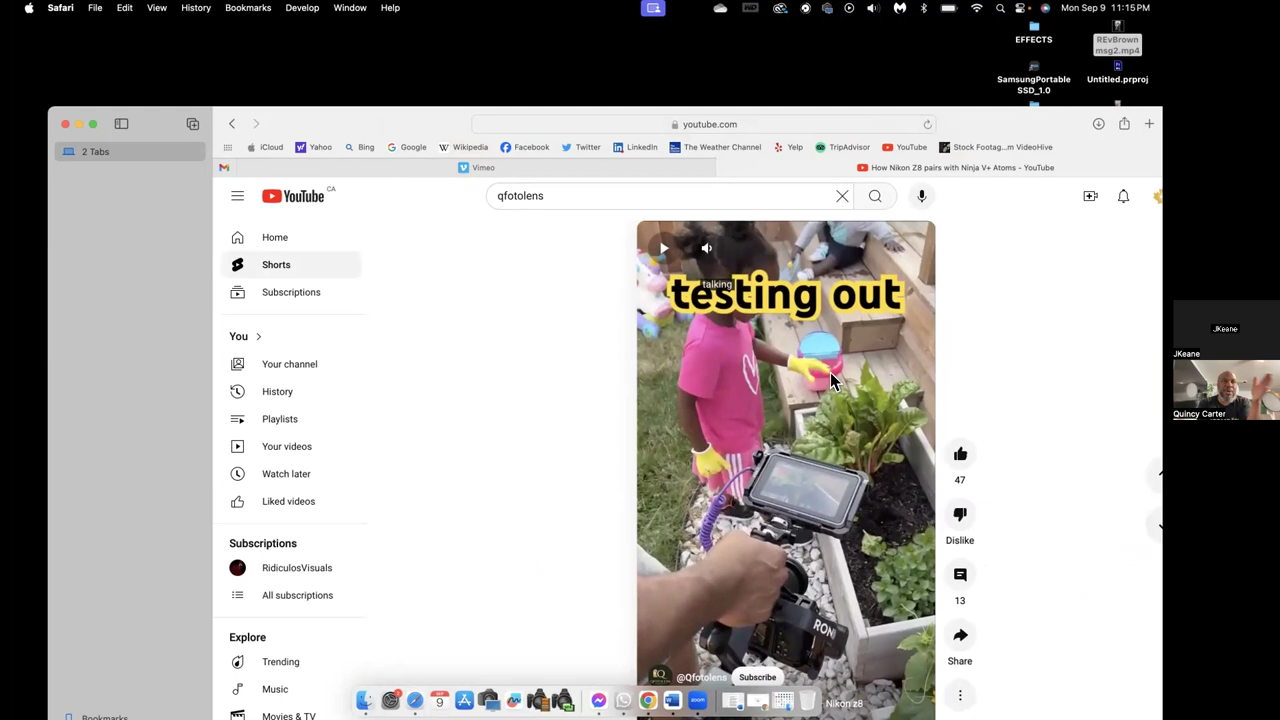 Safari File Edit View History Bookmarks Develop Window Help
Mon Sep 9 11:15 PM
EFFECTS
REvBrown
msg2.mp4
SamsungPortable
SSD_1.0
Untitled.prproj
2 Tabs
youtube.com
iCloud Yahoo Bing Google Wikipedia Facebook Twitter LinkedIn The Weather Channel Yelp TripAdvisor YouTube Stock Footag...m VideoHive
Vimeo
How Nikon Z8 pairs with Ninja V+ Atoms - YouTube
YouTube CA
qfotolens
Home
Shorts
Subscriptions
You
Your channel
History
Playlists
Your videos
Watch later
Liked videos
Subscriptions
RidiculosVisuals
All subscriptions
Explore
Trending
Music
Movies & TV
Bookmarks
talking
testing out
RONI
@Qfotolens Subscribe
Nikon z8
47
Dislike
13
Share
SEP
9
zoom
JKeane
JKeane
Quincy Carter